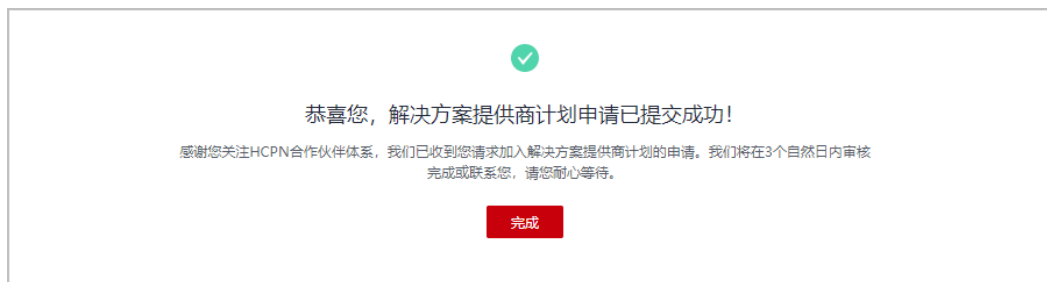 恭喜您，解决方案提供商计划申请已提交成功！
感谢您关注HCPN合作伙伴体系，我们已收到您请求加入解决方案提供商计划的申请。我们将在3个自然日内审核
完成或联系您，请您耐心等待。
完成